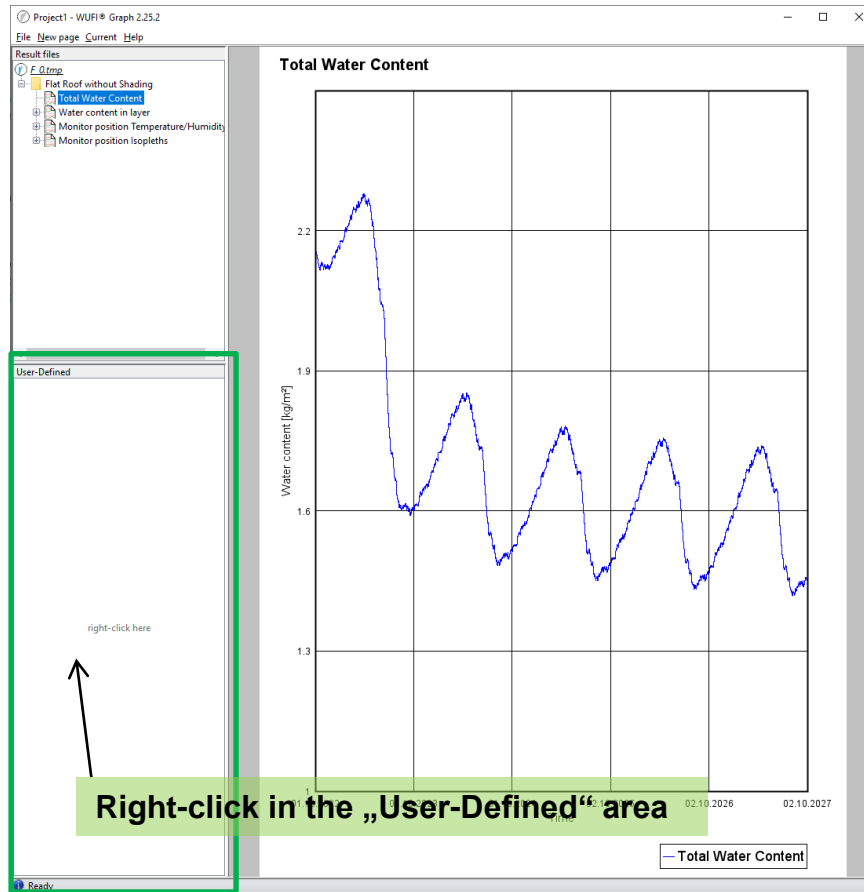 Project1 - WUFI® Graph 2.25.2
File New page Current Help
Result files
F_0.tmp
Flat Roof without Shading
Total Water Content
Water content in layer
Monitor position Temperature/Humidity
Monitor position Isopleths
User-Defined
right-click here
Total Water Content
Water content [kg/m²]
2.2
1.9
1.6
1.3
1
02.10.2026
02.10.2027
Time
Right-click in the „User-Defined“ area
Total Water Content
Ready